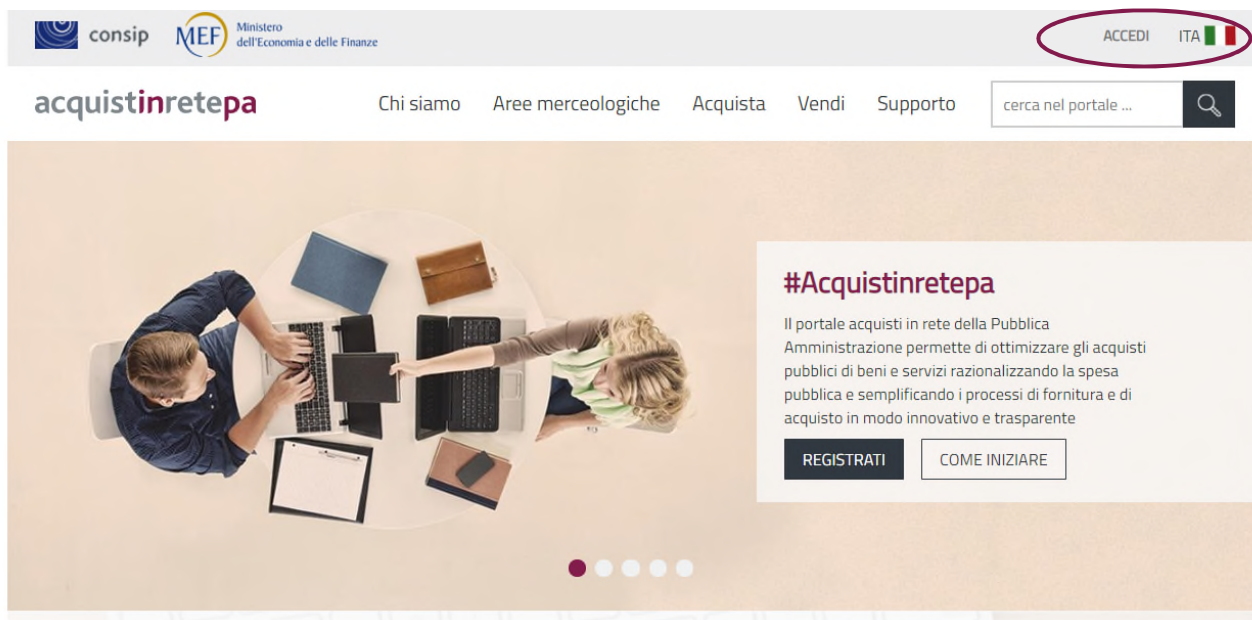 consip
MEF
Ministero
dell'Economia e delle Finanze
ACCEDI
ITA
acquistinretepa
Chi siamo
Aree merceologiche
Acquista
Vendi
Supporto
cerca nel portale ...
#Acquistinretepa
Il portale acquisti in rete della Pubblica
Amministrazione permette di ottimizzare gli acquisti
pubblici di beni e servizi razionalizzando la spesa
pubblica e semplificando i processi di fornitura e di
acquisto in modo innovativo e trasparente
REGISTRATI
COME INIZIARE